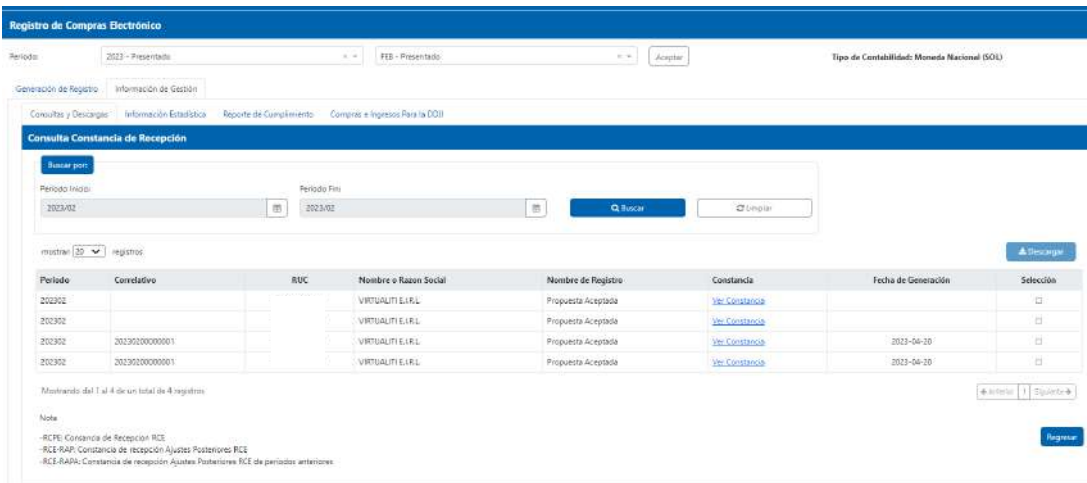 Registro de Compras Electrónico
Periodo: 2023 - Presentado FEB - Presentado Aceptar Tipo de Contabilidad: Moneda Nacional (SOL)
Generación de Registro Información de Gestión
Consultas y Descargas Información Estadística Reporte de Cumplimiento Compras e Ingresos Para la DDJJ
Consulta Constancia de Recepción
Buscar por:
Periodo Inicio: Periodo Fin:
2023/02 2023/02 Buscar Limpiar
mostrar 20 registros Descargar
Periodo Correlativo RUC Nombre o Razon Social Nombre de Registro Constancia Fecha de Generación Selección
202302 VIRTUALITI E.I.R.L. Propuesta Aceptada Ver Constancia
202302 VIRTUALITI E.I.R.L. Propuesta Aceptada Ver Constancia
202302 20230200000001 VIRTUALITI E.I.R.L. Propuesta Aceptada Ver Constancia 2023-04-20
202302 20230200000001 VIRTUALITI E.I.R.L. Propuesta Aceptada Ver Constancia 2023-04-20
Mostrando del 1 al 4 de un total de 4 registros Anterior 1 Siguiente
Nota
-RCPE: Consancia de Recepcion RCE Regresar
-RCE-RAP: Constancia de recepción Ajustes Posteriores RCE
-RCE-RAPA: Constancia de recepción Ajustes Posteriores RCE de periodos anteriores